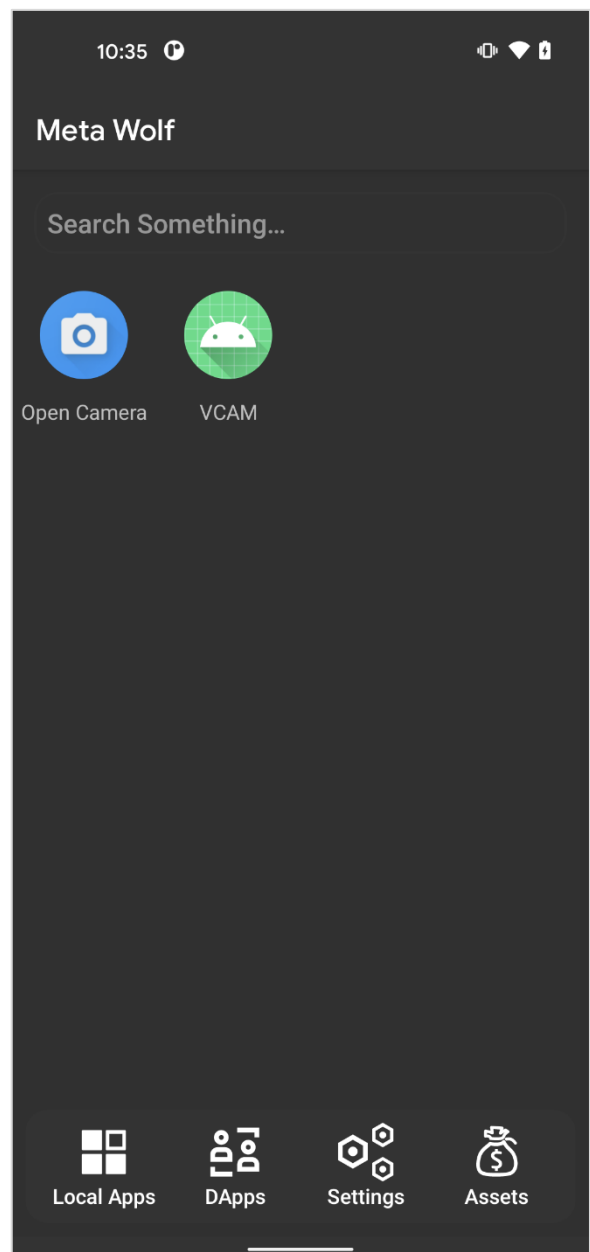 10:35
Meta Wolf
Search Something...
Open Camera VCAM
Local Apps DApps Settings Assets